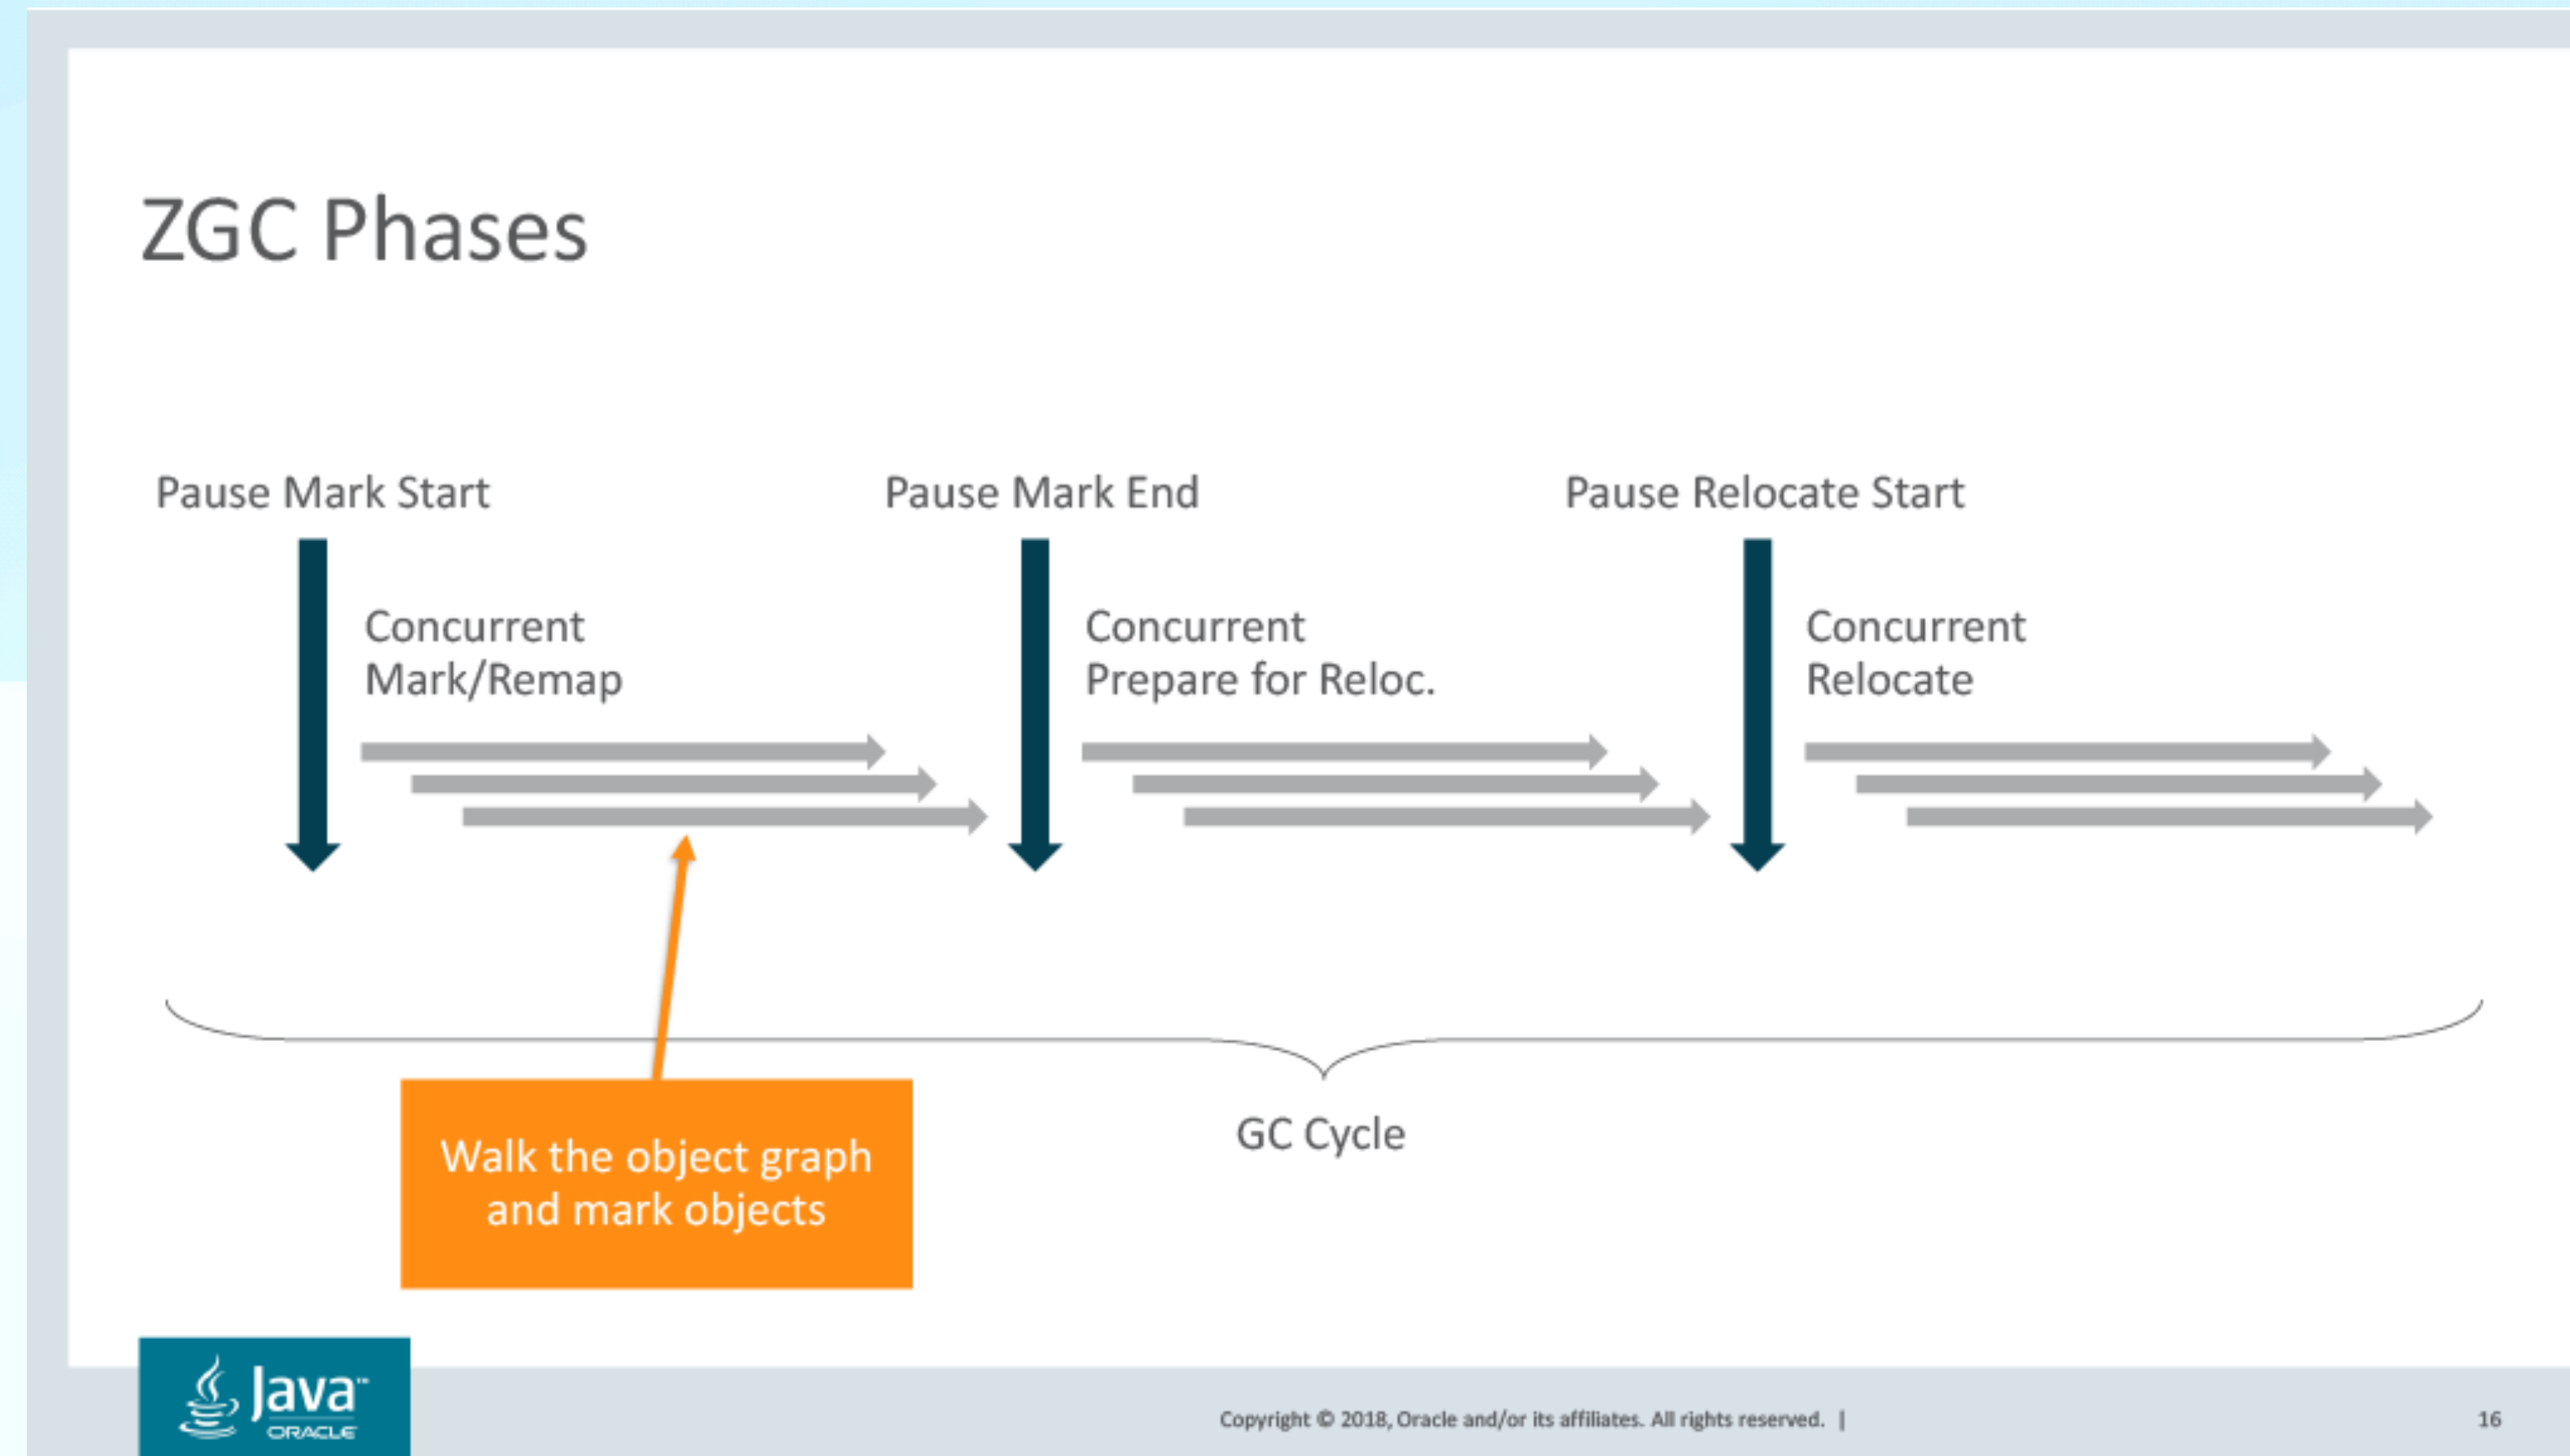 ZGC Phases
Pause Mark Start
Pause Mark End
Pause Relocate Start
Concurrent
Mark/Remap
Concurrent
Prepare for Reloc.
Concurrent
Relocate
Walk the object graph
and mark objects
GC Cycle
Java™
ORACLE
Copyright © 2018, Oracle and/or its affiliates. All rights reserved. |
16